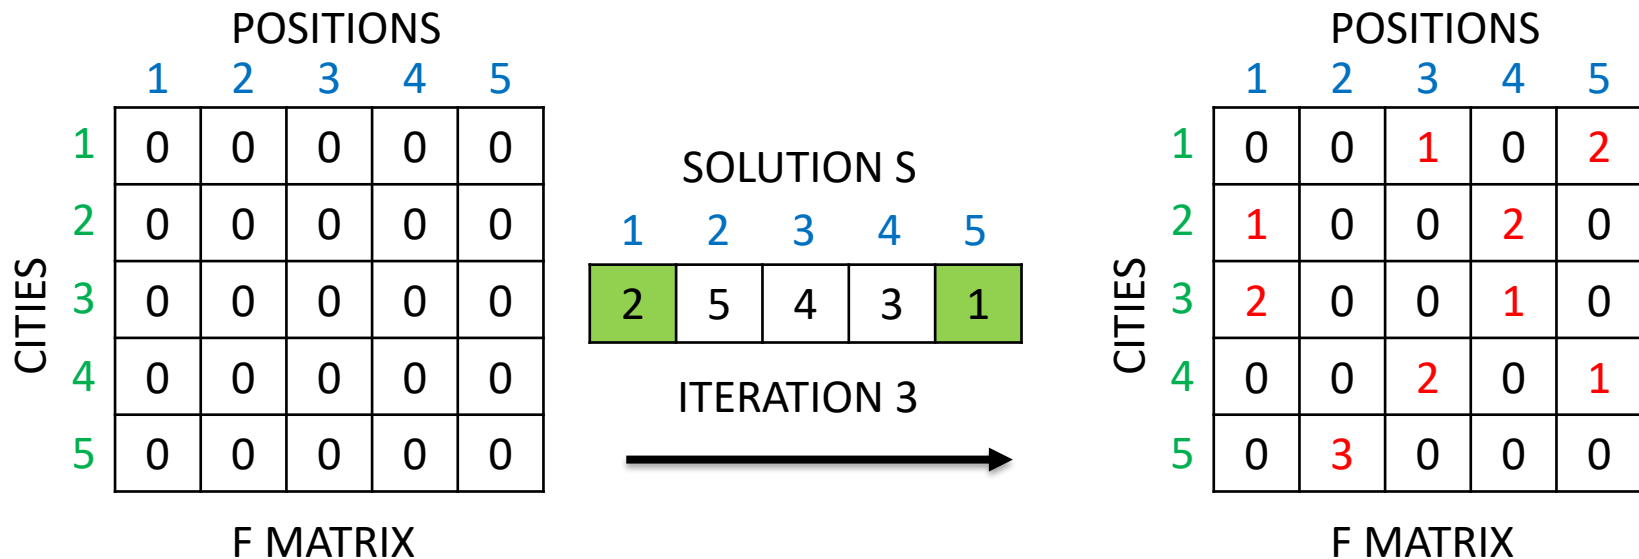 POSITIONS
1 2 3 4 5
CITIES
1 0 0 0 0 0
2 0 0 0 0 0
3 0 0 0 0 0
4 0 0 0 0 0
5 0 0 0 0 0
F MATRIX
SOLUTION S
1 2 3 4 5
2 5 4 3 1
ITERATION 3
POSITIONS
1 2 3 4 5
CITIES
1 0 0 1 0 2
2 1 0 0 2 0
3 2 0 0 1 0
4 0 0 2 0 1
5 0 3 0 0 0
F MATRIX